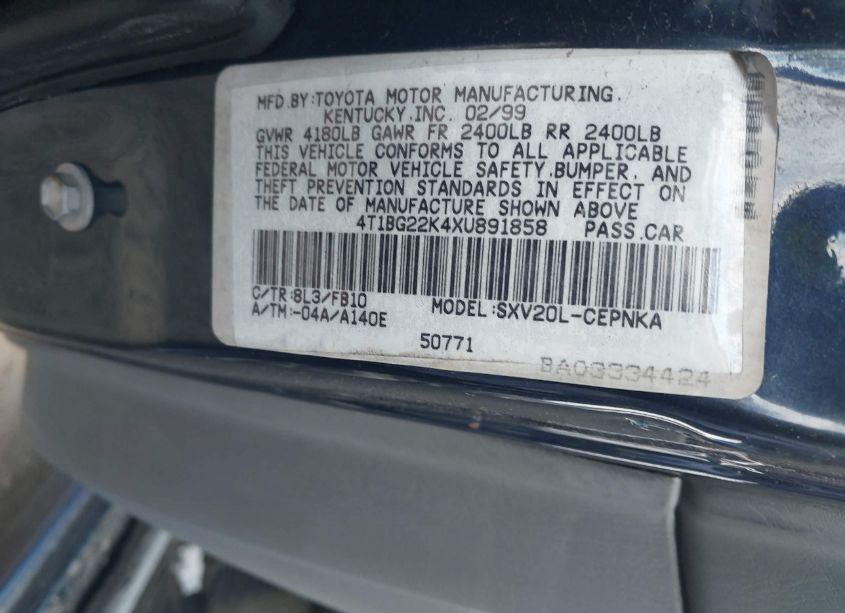 MFD.BY:TOYOTA MOTOR MANUFACTURING.
KENTUCKY.INC. 02/99
GVWR 4180LB GAWR FR 2400LB RR 2400LB
THIS VEHICLE CONFORMS TO ALL APPLICABLE
FEDERAL MOTOR VEHICLE SAFETY.BUMPER. AND
THEFT PREVENTION STANDARDS IN EFFECT ON
THE DATE OF MANUFACTURE SHOWN ABOVE
4T1BG22K4XU891858 PASS.CAR
C/TR:8L3/FB10 MODEL:SXV20L-CEPNKA
A/TM:-04A/A140E
50771
BA03334424